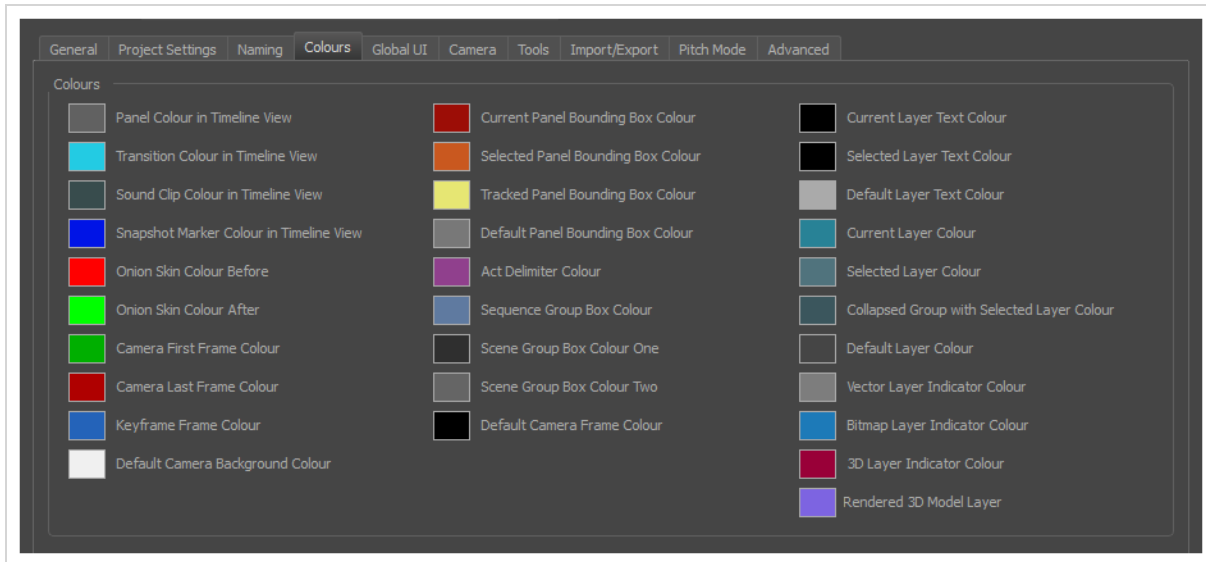 General Project Settings Naming Colours Global UI Camera Tools Import/Export Pitch Mode Advanced
Colours
Panel Colour in Timeline View
Transition Colour in Timeline View
Sound Clip Colour in Timeline View
Snapshot Marker Colour in Timeline View
Onion Skin Colour Before
Onion Skin Colour After
Camera First Frame Colour
Camera Last Frame Colour
Keyframe Frame Colour
Default Camera Background Colour
Current Panel Bounding Box Colour
Selected Panel Bounding Box Colour
Tracked Panel Bounding Box Colour
Default Panel Bounding Box Colour
Act Delimiter Colour
Sequence Group Box Colour
Scene Group Box Colour One
Scene Group Box Colour Two
Default Camera Frame Colour
Current Layer Text Colour
Selected Layer Text Colour
Default Layer Text Colour
Current Layer Colour
Selected Layer Colour
Collapsed Group with Selected Layer Colour
Default Layer Colour
Vector Layer Indicator Colour
Bitmap Layer Indicator Colour
3D Layer Indicator Colour
Rendered 3D Model Layer